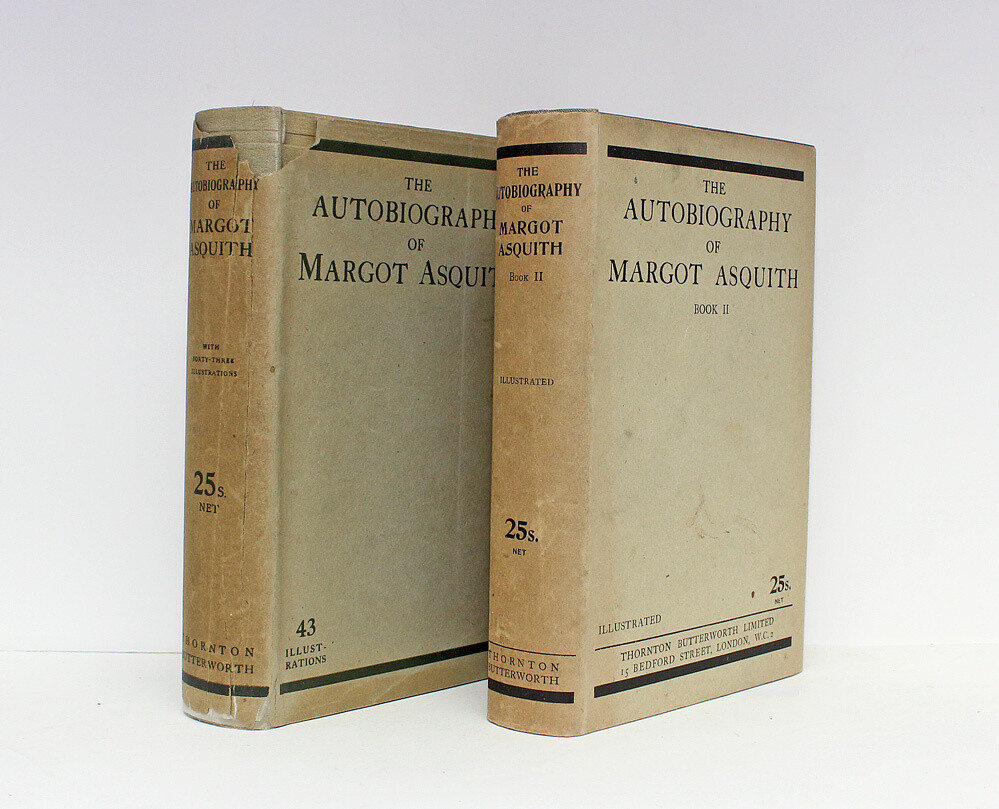 THE
AUTOBIOGRAPHY
OF
MARGOT
ASQUITH
WITH
FORTY-THREE
ILLUSTRATIONS
25s.
NET
THORNTON
BUTTERWORTH
THE
AUTOBIOGRAPH
OF
MARGOT ASQUIT
43
ILLUST-
RATIONS
THE
AUTOBIOGRAPHY
OF
MARGOT
ASQUITH
BOOK II
ILLUSTRATED
25s.
NET
THORNTON
BUTTERWORTH
THE
AUTOBIOGRAPHY
OF
MARGOT ASQUITH
BOOK II
25s.
NET
ILLUSTRATED
THORNTON BUTTERWORTH LIMITED
15 BEDFORD STREET, LONDON, W.C.2